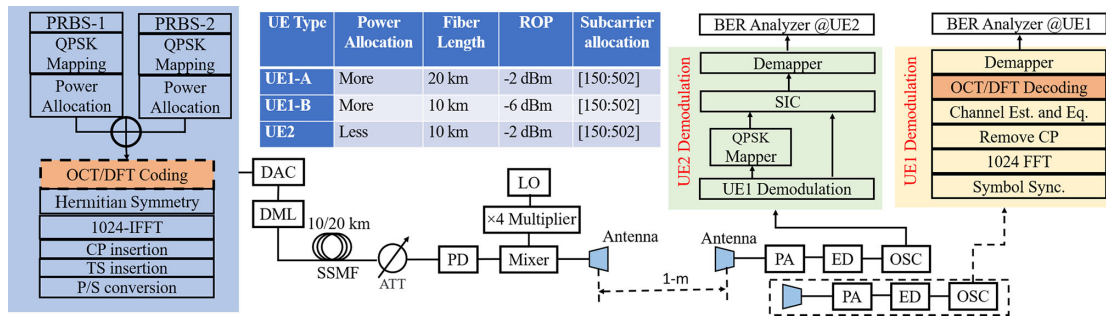 PRBS-1
QPSK
Mapping
Power
Allocation
PRBS-2
QPSK
Mapping
Power
Allocation
OCT/DFT Coding
Hermitian Symmetry
1024-IFFT
CP insertion
TS insertion
P/S conversion
UE Type Power Allocation Fiber Length ROP Subcarrier allocation
UE1-A More 20 km -2 dBm [150:502]
UE1-B More 10 km -6 dBm [150:502]
UE2 Less 10 km -2 dBm [150:502]
DAC
DML
10/20 km
SSMF
ATT
PD
LO
×4 Multiplier
Mixer
Antenna
1-m
Antenna
PA
ED
OSC
PA
ED
OSC
BER Analyzer @UE2
UE2 Demodulation
Demapper
SIC
QPSK
Mapper
UE1 Demodulation
BER Analyzer @UE1
UE1 Demodulation
Demapper
OCT/DFT Decoding
Channel Est. and Eq.
Remove CP
1024 FFT
Symbol Sync.